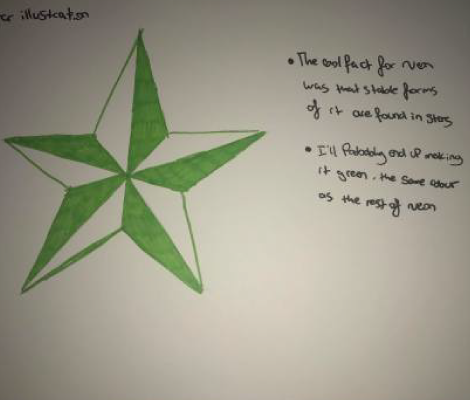 illustration
• The cool fact for neon
was that stable forms
of it are found in stars
• I'll Probably end up making
it green, the same colour
as the rest of neon